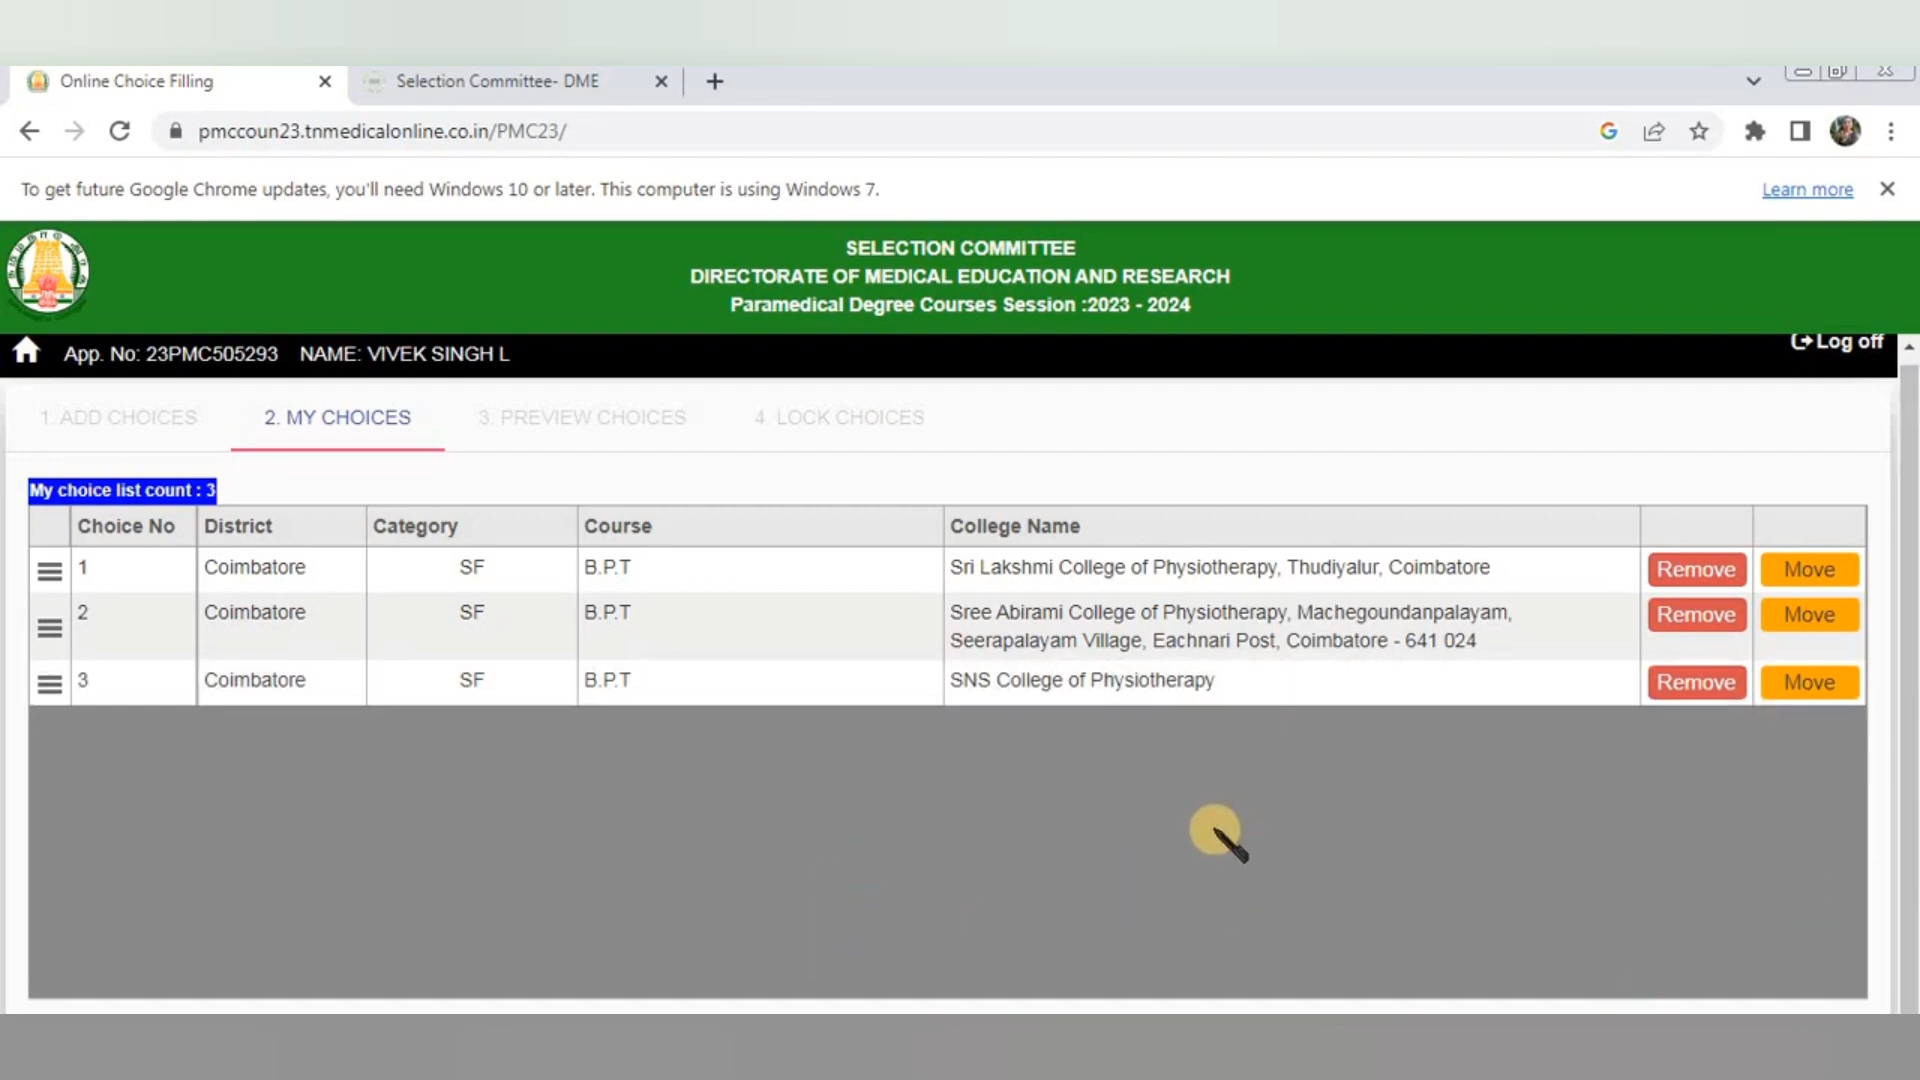 Online Choice Filling
Selection Committee- DME
pmccoun23.tnmedicalonline.co.in/PMC23/
To get future Google Chrome updates, you'll need Windows 10 or later. This computer is using Windows 7.
Learn more
SELECTION COMMITTEE
DIRECTORATE OF MEDICAL EDUCATION AND RESEARCH
Paramedical Degree Courses Session :2023 - 2024
App. No: 23PMC505293 NAME: VIVEK SINGH L
Log off
1. ADD CHOICES 2. MY CHOICES 3. PREVIEW CHOICES 4. LOCK CHOICES
My choice list count : 3
Choice No District Category Course College Name
1 Coimbatore SF B.P.T Sri Lakshmi College of Physiotherapy, Thudiyalur, Coimbatore Remove Move
2 Coimbatore SF B.P.T Sree Abirami College of Physiotherapy, Machegoundanpalayam, Remove Move
Seerapalayam Village, Eachnari Post, Coimbatore - 641 024
3 Coimbatore SF B.P.T SNS College of Physiotherapy Remove Move